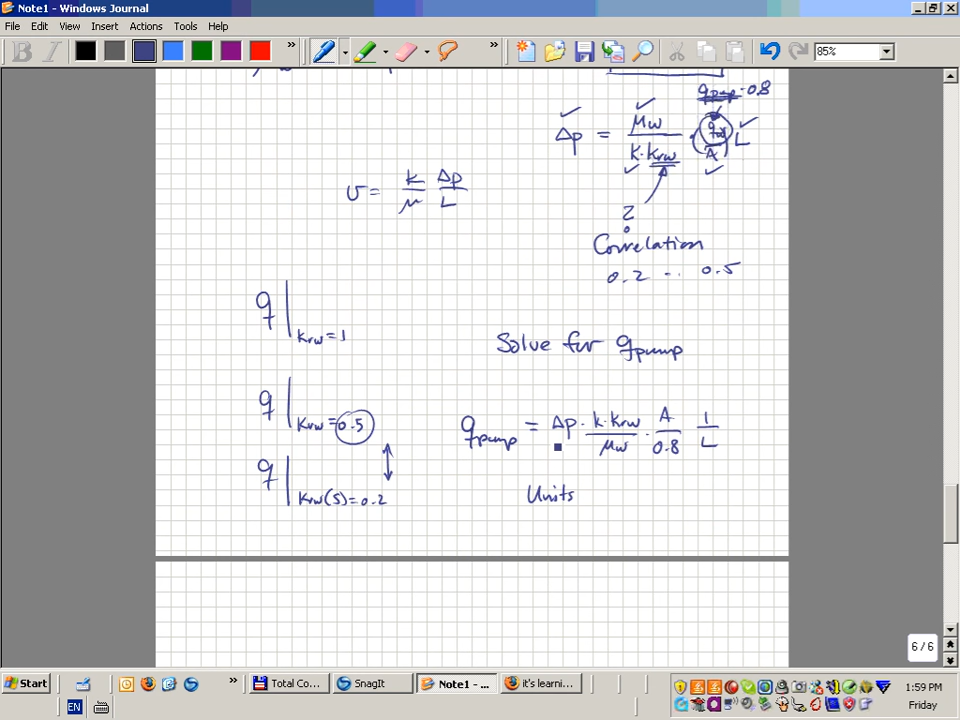 Note1 - Windows Journal
File Edit View Insert Actions Tools Help
B I
85%
qpump · 0.8
Δp = μw / k·krw · (qw / A) L
v = k/μ Δp/L
Correlation
0.2 .. 0.5
q | krw = 1
Solve for qpump
q | krw = 0.5
qpump = Δp · k·krw / μw · A / 0.8 1/L
q | krw(S) = 0.2
Units
6 / 6
Start
Total Co...
SnagIt
Note1 - ...
it's learni...
1:59 PM
EN
Friday